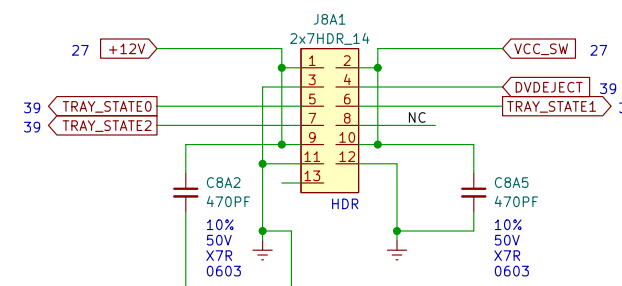 J8A1
2x7HDR_14
27 +12V
VCC_SW 27
1 2
3 4
DVDEJECT 39
39 TRAY_STATE0
5 6
TRAY_STATE1
39 TRAY_STATE2
7 8
NC
9 10
11 12
13
HDR
C8A2
470PF
10%
50V
X7R
0603
C8A5
470PF
10%
50V
X7R
0603